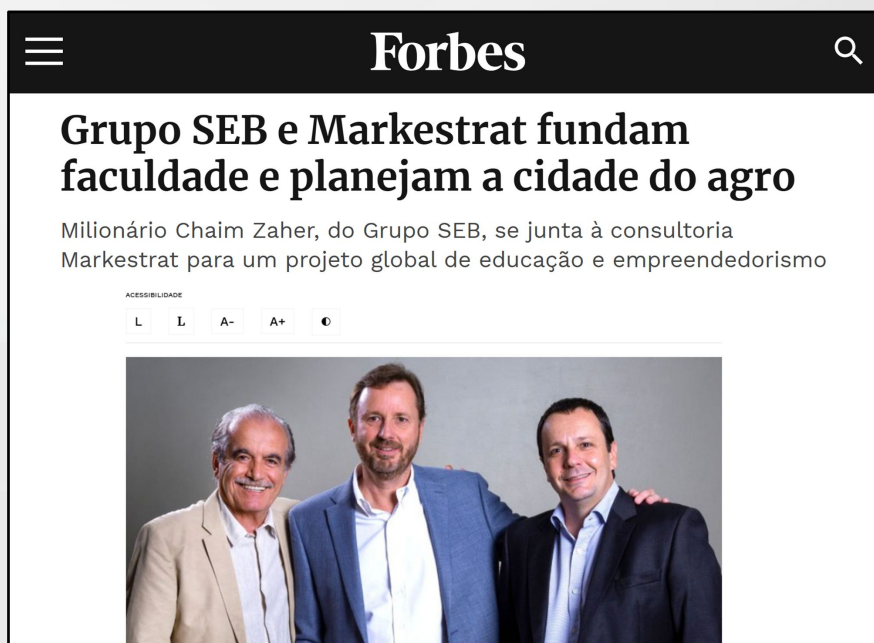 Forbes
Grupo SEB e Markestrat fundam
faculdade e planejam a cidade do agro
Milionário Chaim Zaher, do Grupo SEB, se junta à consultoria
Markestrat para um projeto global de educação e empreendedorismo
ACESSIBILIDADE
L L A- A+